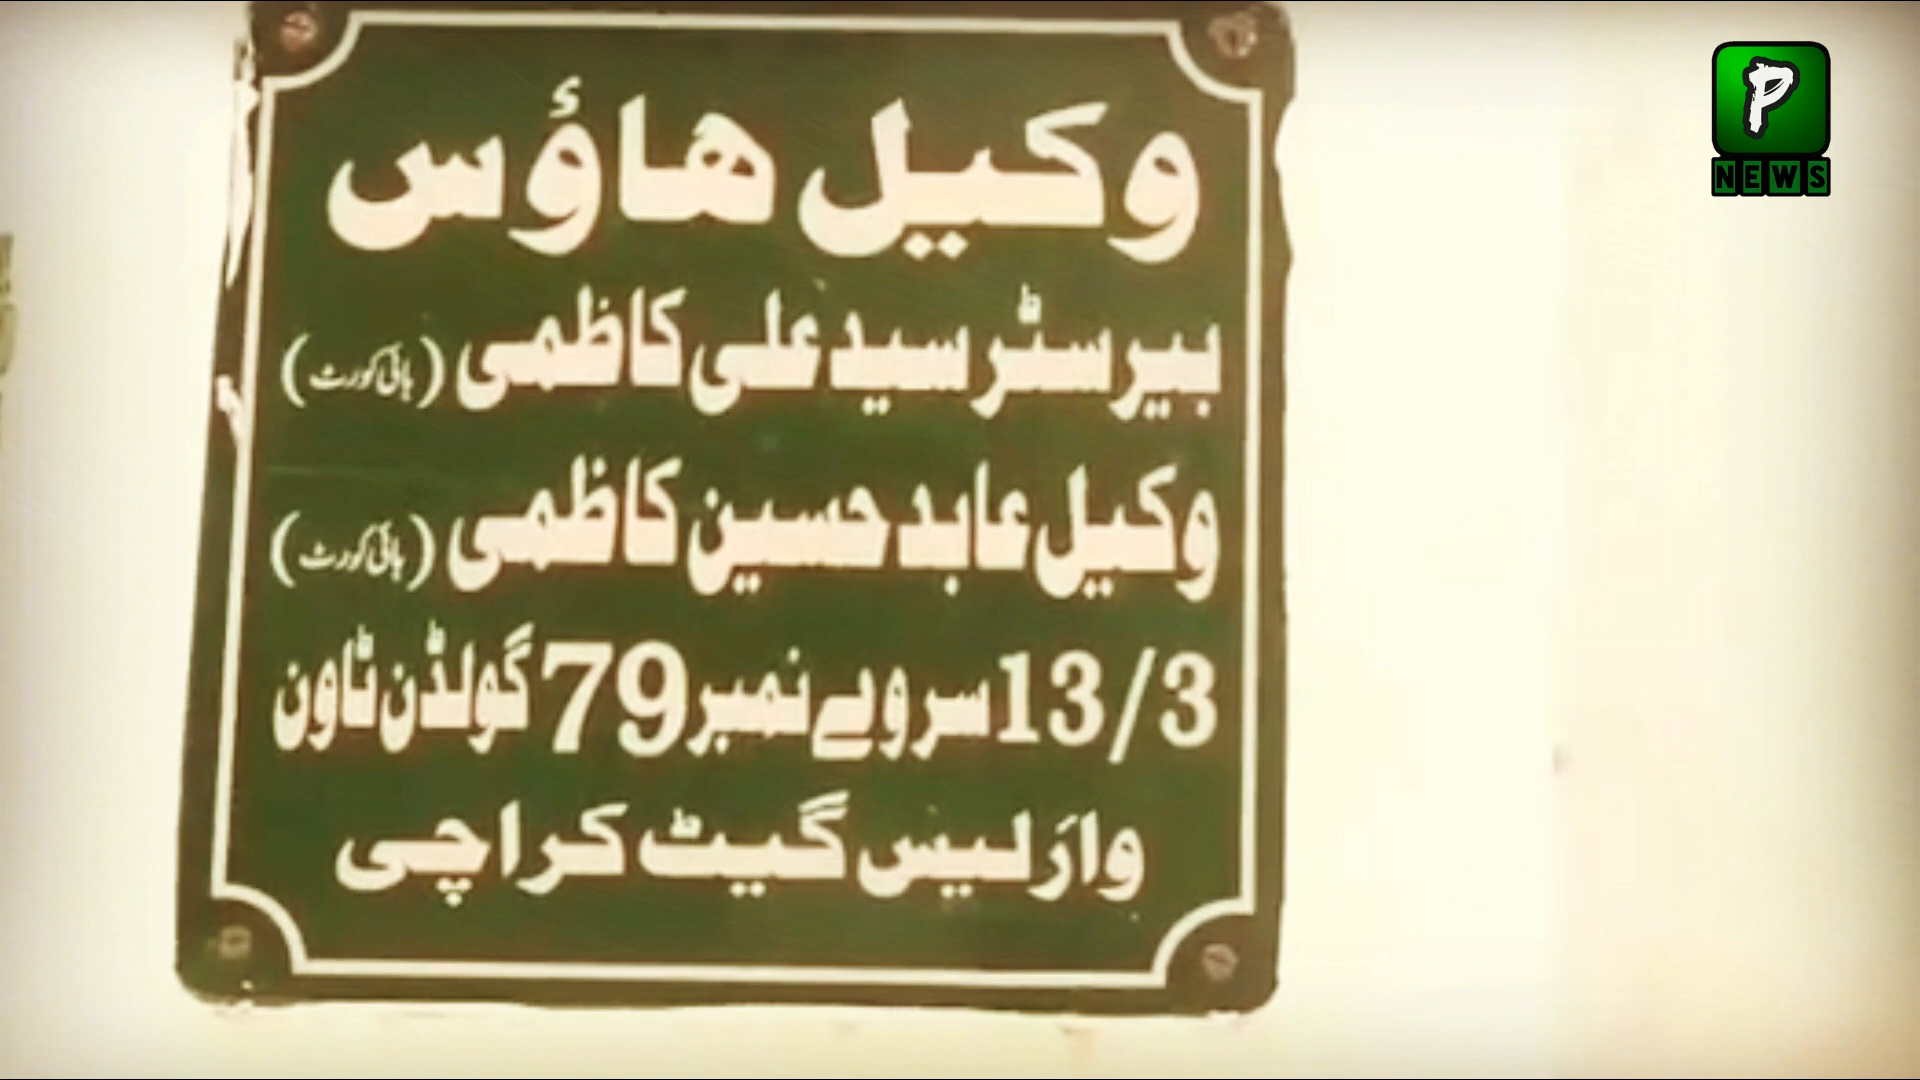 وکیل ھاؤس
بیرسٹر سید علی کاظمی (ہائی کورٹ)
وکیل عابد حسین کاظمی (ہائی کورٹ)
13/3 سروے نمبر 79 گولڈن ٹاون
وائرلیس گیٹ کراچی
P
NEWS